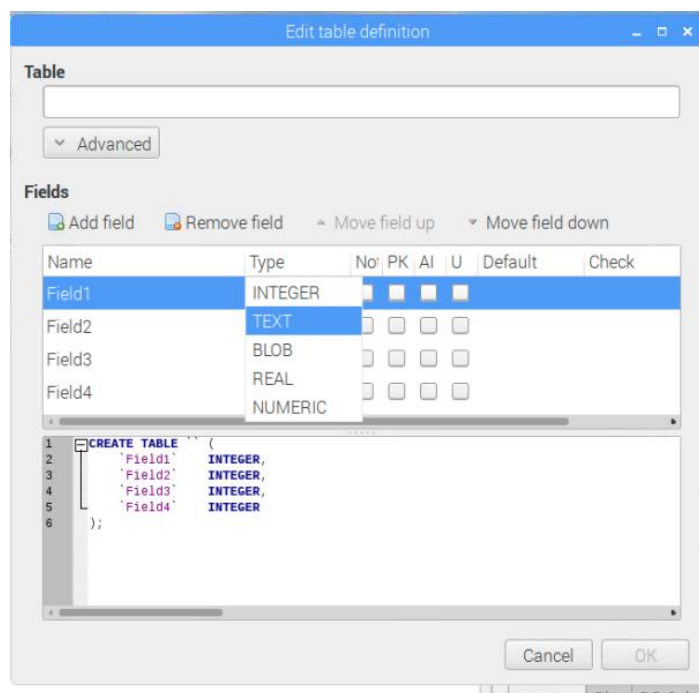 Edit table definition
Table
Advanced
Fields
Add field Remove field Move field up Move field down
Name Type No PK AI U Default Check
Field1 INTEGER
Field2 TEXT
Field3 BLOB
REAL
Field4 NUMERIC
1 CREATE TABLE `` (
2 `Field1` INTEGER,
3 `Field2` INTEGER,
4 `Field3` INTEGER,
5 `Field4` INTEGER
6 );
Cancel OK